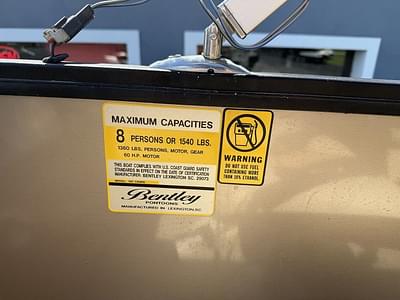 MAXIMUM CAPACITIES
8 PERSONS OR 1540 LBS.
1360 LBS. PERSONS, MOTOR, GEAR
60 H.P. MOTOR
THIS BOAT COMPLIES WITH U.S. COAST GUARD SAFETY
STANDARDS IN EFFECT ON THE DATE OF CERTIFICATION
MANUFACTURER: BENTLEY LEXINGTON SC. 29073
Bentley
PONTOONS
MANUFACTURED IN LEXINGTON, SC
WARNING
DO NOT USE FUEL
CONTAINING MORE
THAN 10% ETHANOL.